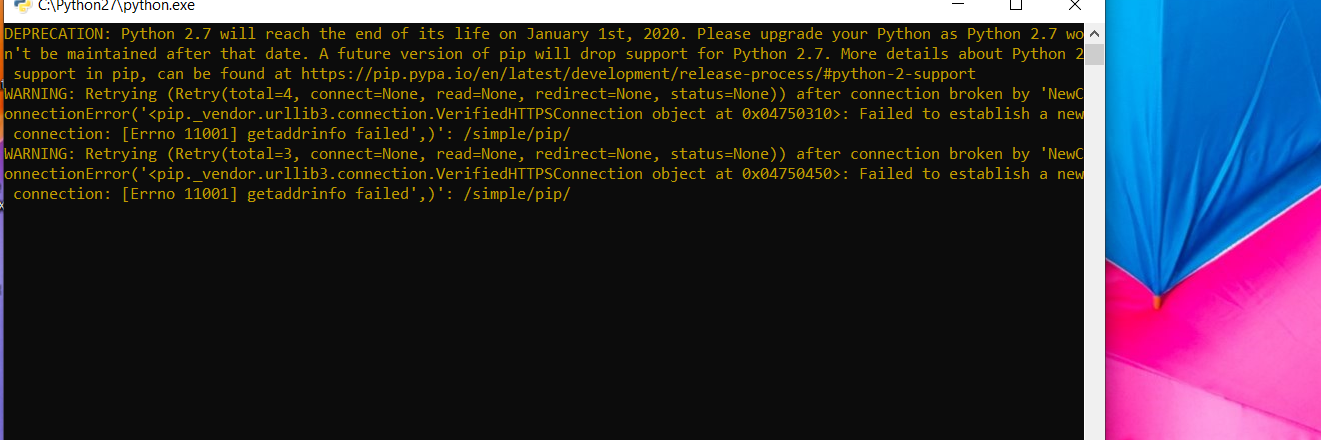 C:\Python27\python.exe
DEPRECATION: Python 2.7 will reach the end of its life on January 1st, 2020. Please upgrade your Python as Python 2.7 wo
n't be maintained after that date. A future version of pip will drop support for Python 2.7. More details about Python 2
 support in pip, can be found at https://pip.pypa.io/en/latest/development/release-process/#python-2-support
WARNING: Retrying (Retry(total=4, connect=None, read=None, redirect=None, status=None)) after connection broken by 'NewC
onnectionError('<pip._vendor.urllib3.connection.VerifiedHTTPSConnection object at 0x04750310>: Failed to establish a new
 connection: [Errno 11001] getaddrinfo failed',)': /simple/pip/
WARNING: Retrying (Retry(total=3, connect=None, read=None, redirect=None, status=None)) after connection broken by 'NewC
onnectionError('<pip._vendor.urllib3.connection.VerifiedHTTPSConnection object at 0x04750450>: Failed to establish a new
 connection: [Errno 11001] getaddrinfo failed',)': /simple/pip/